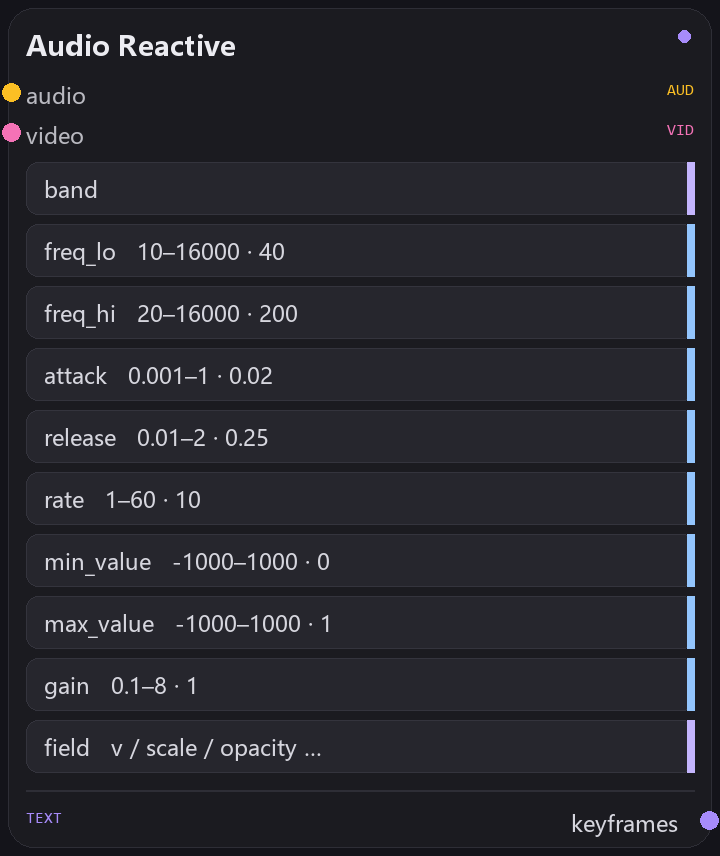 Audio Reactive
audio AUD
video VID
band
freq_lo 10–16000 · 40
freq_hi 20–16000 · 200
attack 0.001–1 · 0.02
release 0.01–2 · 0.25
rate 1–60 · 10
min_value -1000–1000 · 0
max_value -1000–1000 · 1
gain 0.1–8 · 1
field v / scale / opacity ...
TEXT keyframes